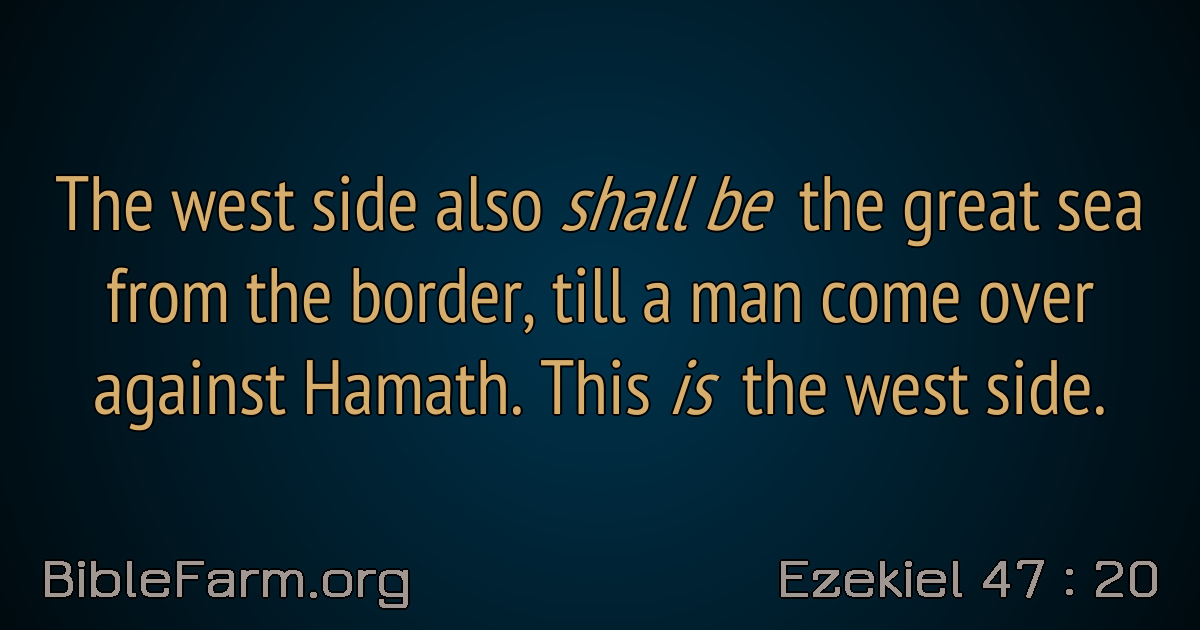 The west side also shall be the great sea
from the border, till a man come over
against Hamath. This is the west side.
BibleFarm.org
Ezekiel 47 : 20